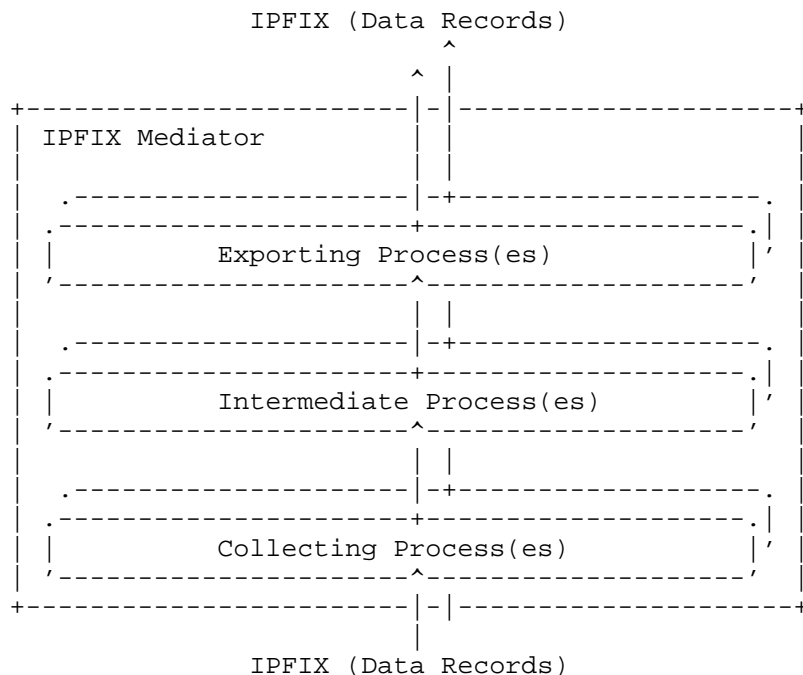 IPFIX (Data Records)
IPFIX Mediator
Exporting Process(es)
Intermediate Process(es)
Collecting Process(es)
IPFIX (Data Records)